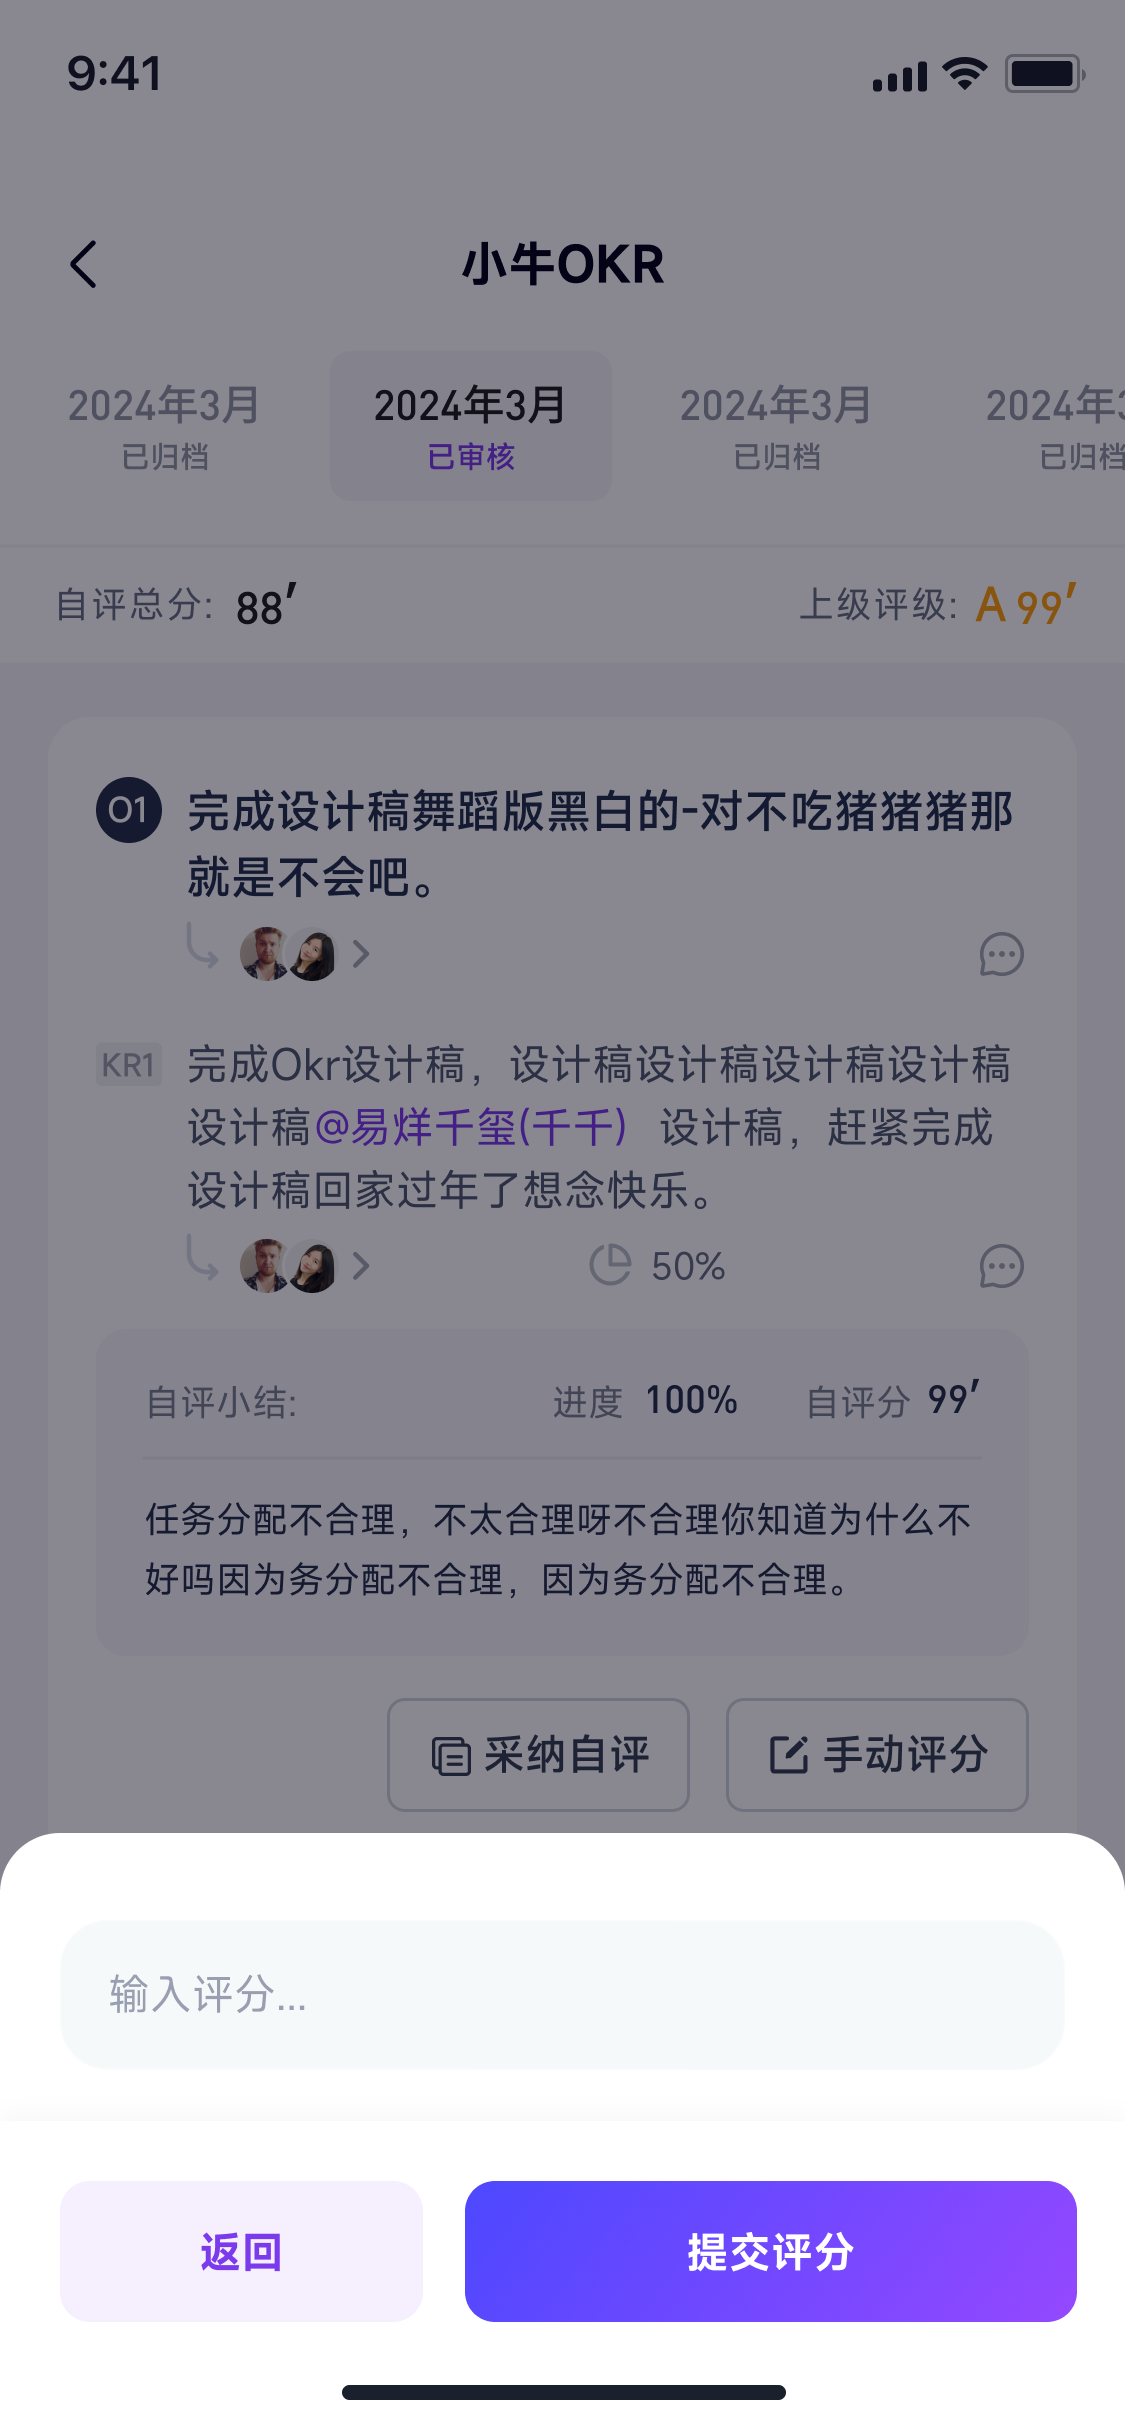 9:41
小牛OKR
2024年3月 2024年3月 2024年3月 2024年3
已归档 已审核 已归档 已归档
自评总分: 88′ 上级评级: A 99′
O1 完成设计稿舞蹈版黑白的-对不吃猪猪猪那
就是不会吧。
KR1 完成Okr设计稿，设计稿设计稿设计稿设计稿
设计稿@易烊千玺(千千) 设计稿，赶紧完成
设计稿回家过年了想念快乐。
50%
自评小结: 进度 100% 自评分 99′
任务分配不合理，不太合理呀不合理你知道为什么不
好吗因为务分配不合理，因为务分配不合理。
采纳自评 手动评分
输入评分...
返回 提交评分